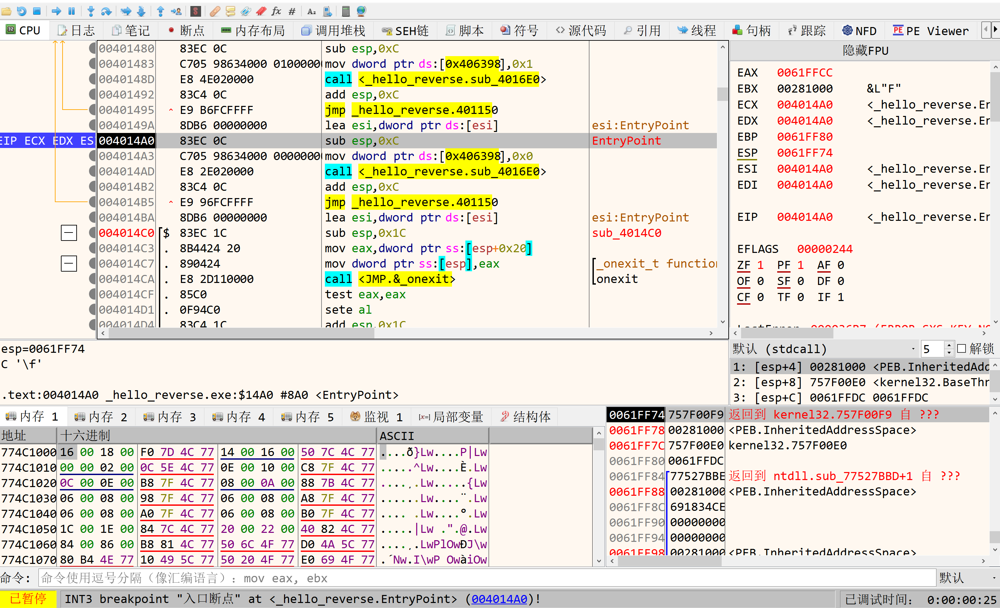 fx # A₂
CPU 日志 笔记 断点 内存布局 调用堆栈 SEH链 脚本 符号 源代码 引用 线程 句柄 跟踪 NFD PE PE Viewer
00401480 83EC 0C sub esp,0xC
00401483 C705 98634000 01000000 mov dword ptr ds:[0x406398],0x1
0040148D E8 4E020000 call <_hello_reverse.sub_4016E0>
00401492 83C4 0C add esp,0xC
00401495 ^ E9 B6FCFFFF jmp _hello_reverse.401150
0040149A 8DB6 00000000 lea esi,dword ptr ds:[esi] esi:EntryPoint
EIP ECX EDX ESI 004014A0 83EC 0C sub esp,0xC EntryPoint
004014A3 C705 98634000 00000000 mov dword ptr ds:[0x406398],0x0
004014AD E8 2E020000 call <_hello_reverse.sub_4016E0>
004014B2 83C4 0C add esp,0xC
004014B5 ^ E9 96FCFFFF jmp _hello_reverse.401150
004014BA 8DB6 00000000 lea esi,dword ptr ds:[esi] esi:EntryPoint
004014C0 $ 83EC 1C sub esp,0x1C sub_4014C0
004014C3 . 8B4424 20 mov eax,dword ptr ss:[esp+0x20]
004014C7 . 890424 mov dword ptr ss:[esp],eax _onexit_t function
004014CA . E8 2D110000 call <JMP.&_onexit> onexit
004014CF . 85C0 test eax,eax
004014D1 . 0F94C0 sete al
004014D4 . 83C4 1C add esp,0x1C
隐藏FPU
EAX 0061FFCC
EBX 00281000 &L"F"
ECX 004014A0 <_hello_reverse.Er
EDX 004014A0 <_hello_reverse.Er
EBP 0061FF80
ESP 0061FF74
ESI 004014A0 <_hello_reverse.Er
EDI 004014A0 <_hello_reverse.Er
EIP 004014A0 <_hello_reverse.Er
EFLAGS 00000244
ZF 1 PF 1 AF 0
OF 0 SF 0 DF 0
CF 0 TF 0 IF 1
LastError
esp=0061FF74
C '\f'
.text:004014A0 _hello_reverse.exe:$14A0 #8A0 <EntryPoint>
默认 (stdcall) 5 解锁
1: [esp+4] 00281000 <PEB.InheritedAdd
2: [esp+8] 757F00E0 <kernel32.BaseThr
3: [esp+C] 0061FFDC 0061FFDC
内存 1 内存 2 内存 3 内存 4 内存 5 监视 1 [x=] 局部变量 结构体
地址 十六进制 ASCII
774C1000 16 00 18 00 F0 7D 4C 77 14 00 16 00 50 7C 4C 77 ....ð}Lw....P|Lw
774C1010 00 00 02 00 0C 5E 4C 77 0E 00 10 00 C8 7F 4C 77 .....^Lw....È.Lw
774C1020 0C 00 0E 00 B8 7F 4C 77 08 00 0A 00 88 7B 4C 77 ....¸.Lw.....{Lw
774C1030 06 00 08 00 98 7F 4C 77 06 00 08 00 A8 7F 4C 77 ......Lw....¨.Lw
774C1040 06 00 08 00 A0 7F 4C 77 06 00 08 00 B0 7F 4C 77 .... .Lw....°.Lw
774C1050 1C 00 1E 00 84 7C 4C 77 20 00 22 00 40 82 4C 77 .....|Lw .".@.Lw
774C1060 84 00 86 00 B8 81 4C 77 50 6C 4F 77 D0 4A 5C 77 ....¸.LwPlOwÐJ\w
774C1070 80 B4 4E 77 10 49 5C 77 50 20 4F 77 E0 69 4F 77 .´Nw.I\wP OwàiOw
0061FF74 757F00F9 返回到 kernel32.757F00F9 自 ???
0061FF78 00281000 <PEB.InheritedAddressSpace>
0061FF7C 757F00E0 kernel32.757F00E0
0061FF80 0061FFDC
0061FF84 77527BBE 返回到 ntdll.sub_77527BBD+1 自 ???
0061FF88 00281000 <PEB.InheritedAddressSpace>
0061FF8C 691834CE
0061FF90 00000000
0061FF94 00000000
0061FF98 00281000 <PEB.InheritedAddressSpace>
命令: 命令使用逗号分隔（像汇编语言）: mov eax, ebx 默认
已暂停 INT3 breakpoint "入口断点" at <_hello_reverse.EntryPoint> (004014A0)! 已调试时间: 0:00:00:25